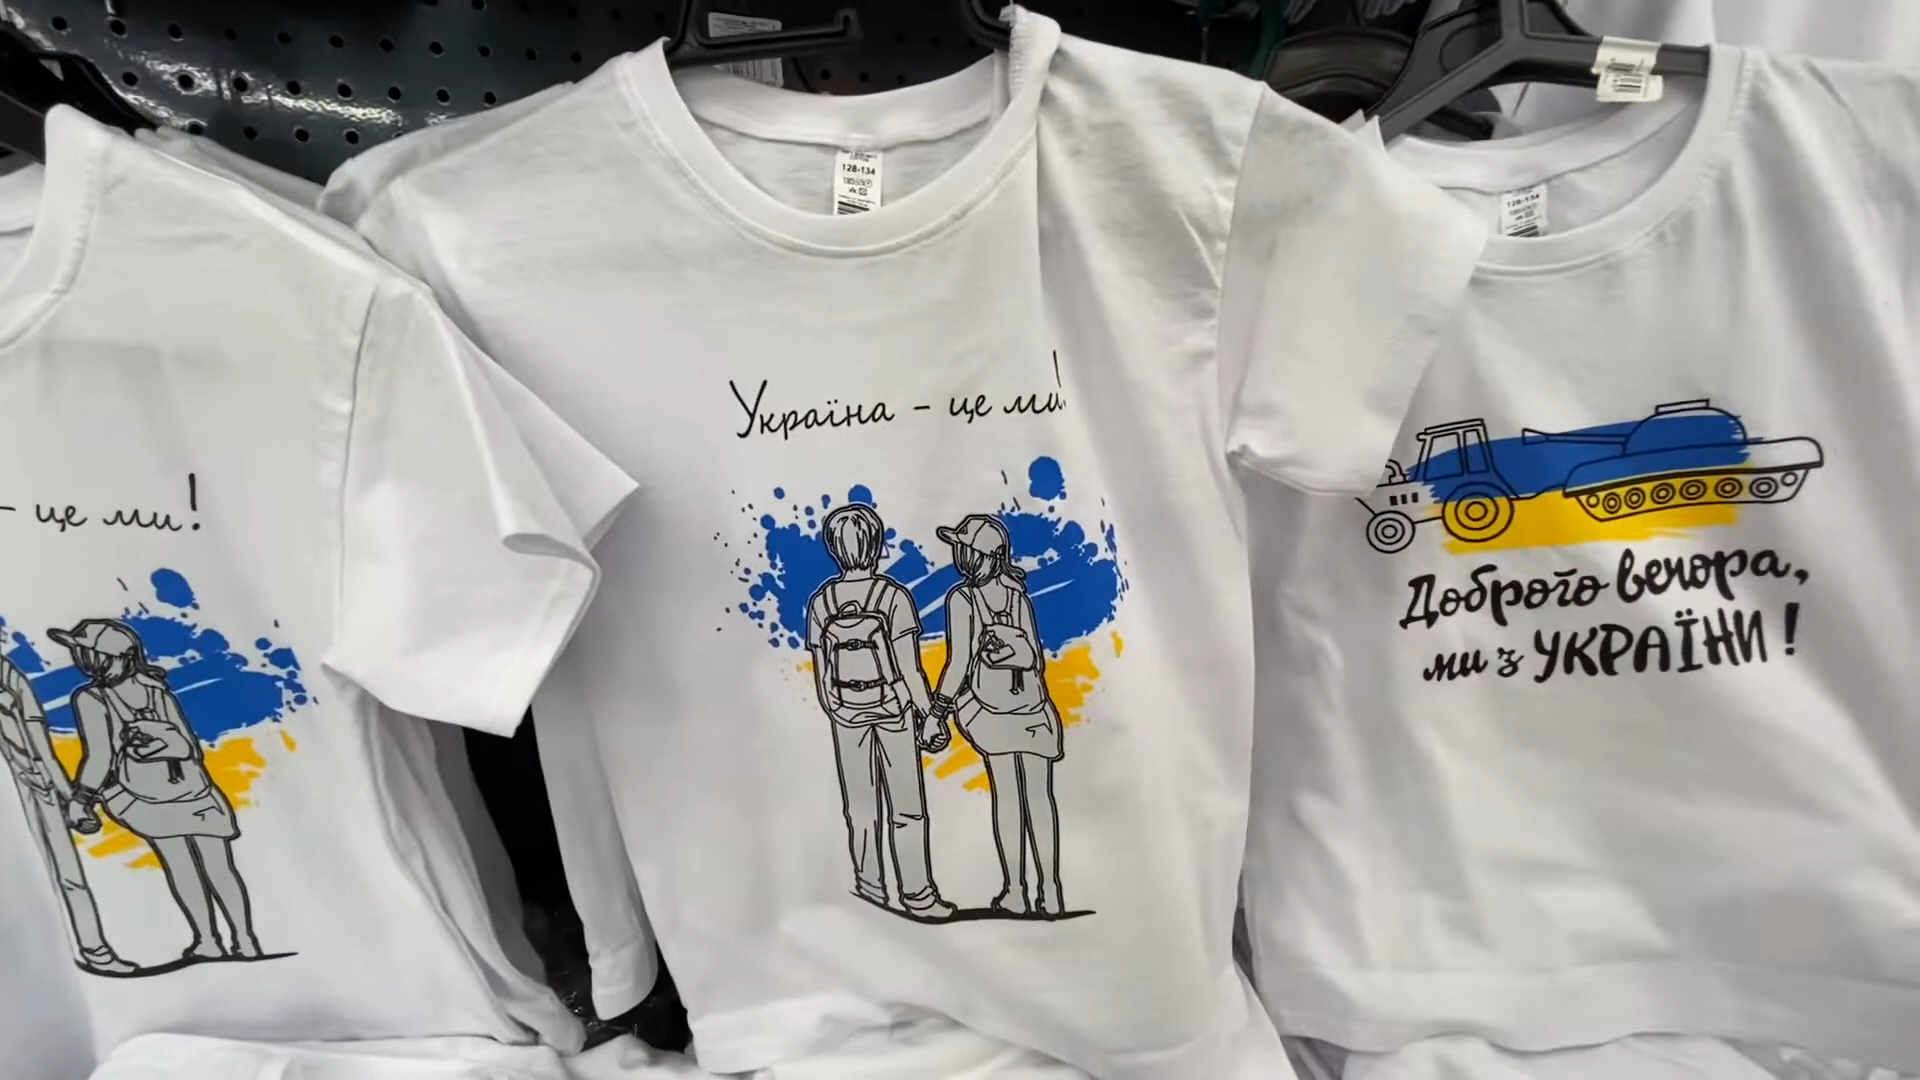 - це ми!
Україна - це ми!
128-134
128-134
Доброго вечора,
ми з УКРАЇНИ!